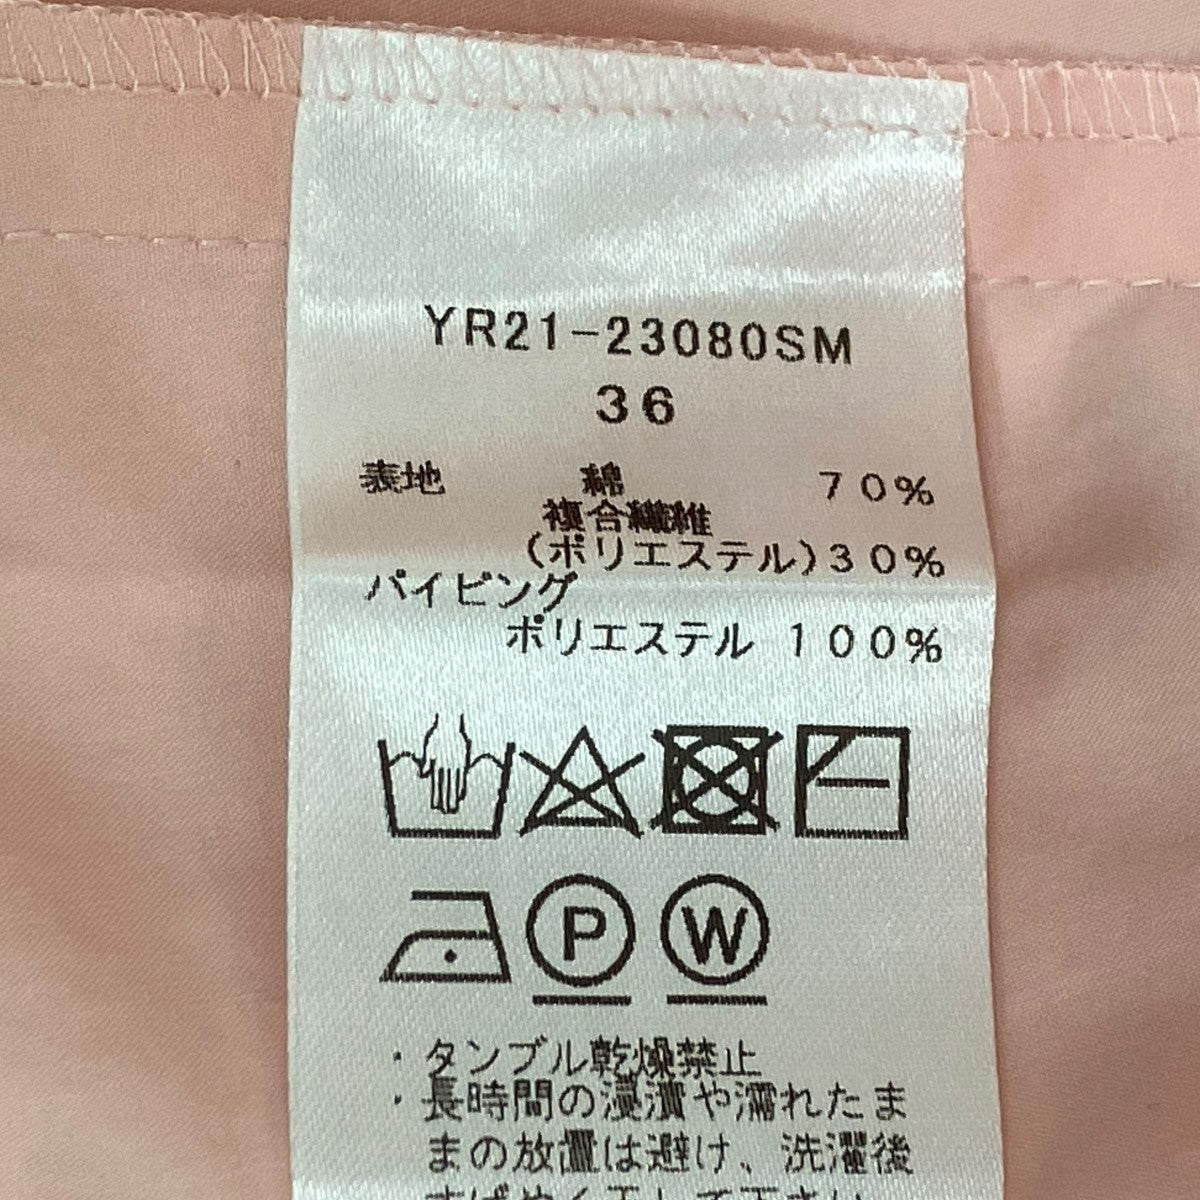 YR21-23080SM
36
表地 綿 70%
複合繊維
(ポリエステル)30%
パイピング
ポリエステル 100%
P W
・タンブル乾燥禁止
・長時間の浸漬や濡れたま
まの放置は避け、洗濯後